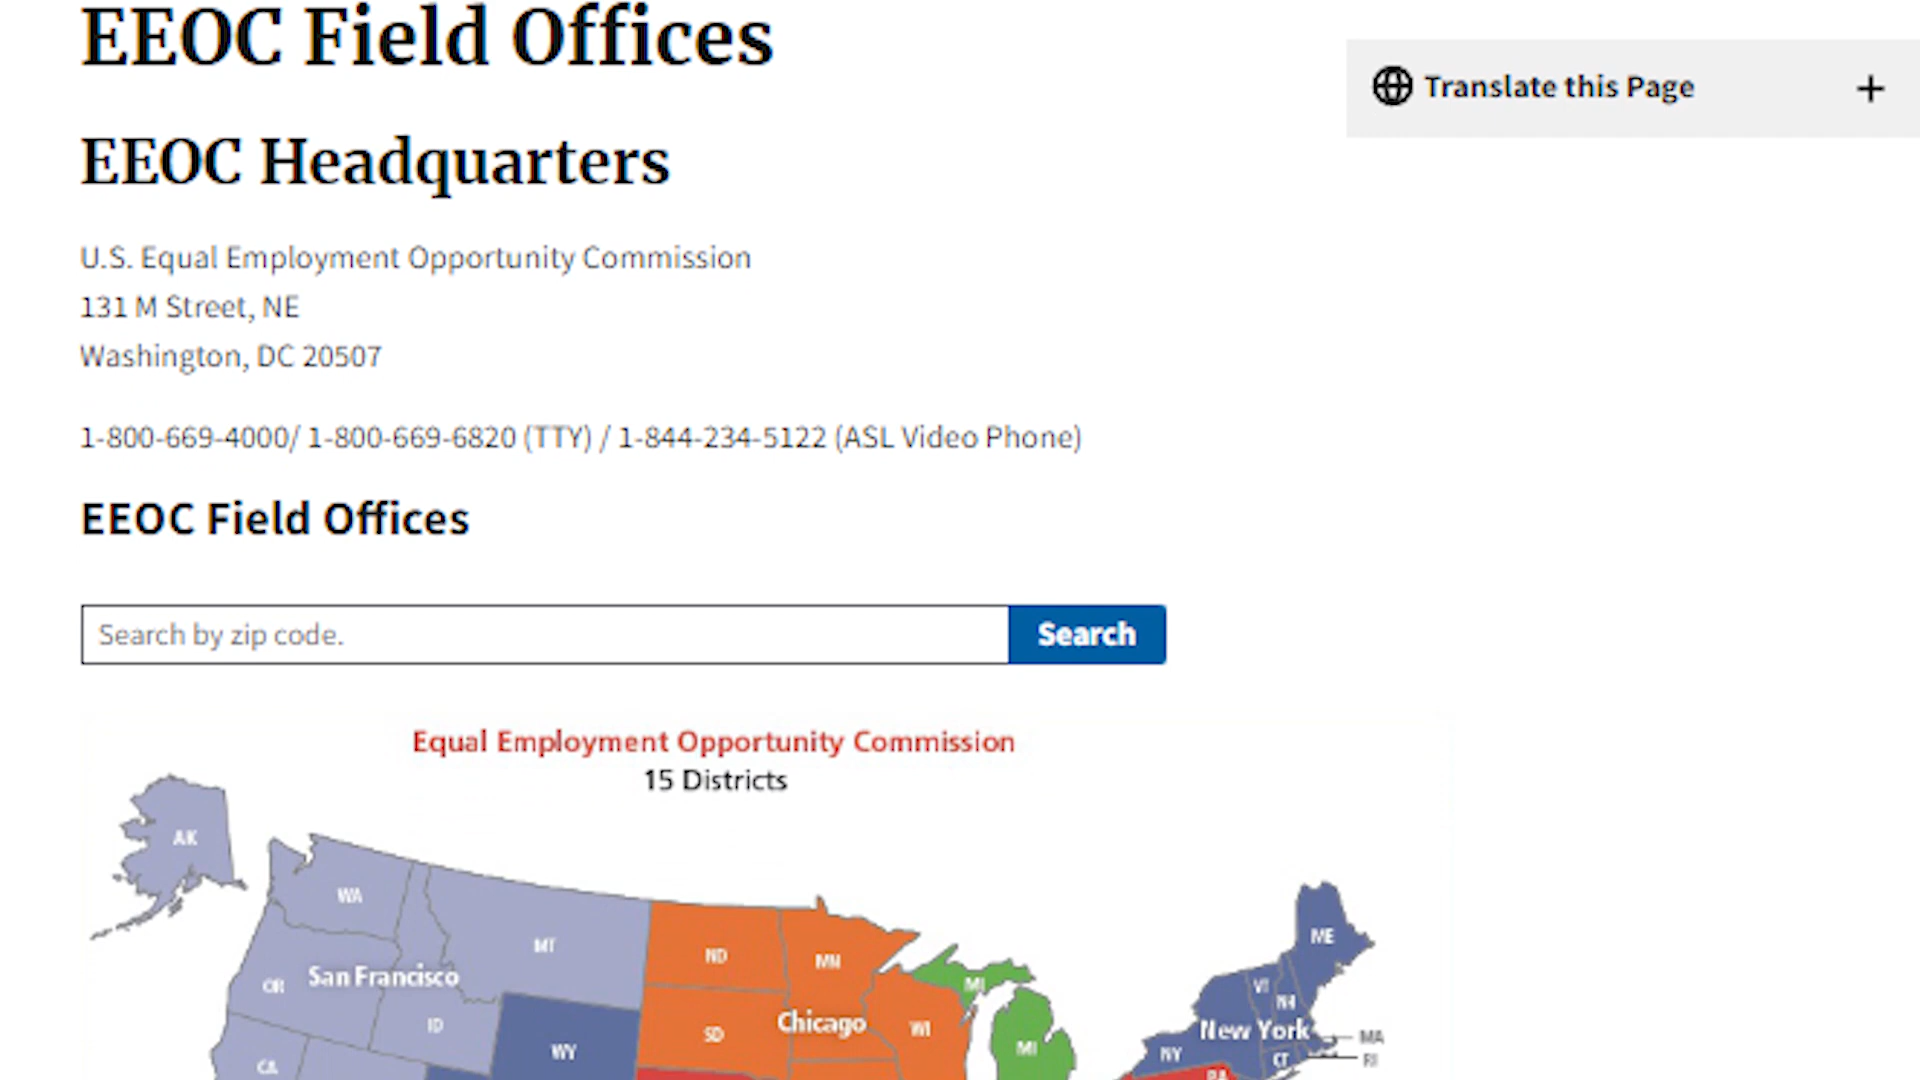 EEOC Field Offices
Translate this Page +
EEOC Headquarters
U.S. Equal Employment Opportunity Commission
131 M Street, NE
Washington, DC 20507
1-800-669-4000/ 1-800-669-6820 (TTY) / 1-844-234-5122 (ASL Video Phone)
EEOC Field Offices
Search by zip code.
Search
Equal Employment Opportunity Commission
15 Districts
AK
WA
MT
ND
MN
MI
ME
OR
San Francisco
ID
WY
SD
Chicago
WI
MI
VT
NH
New York
MA
NY
CT
RI
CA
PA